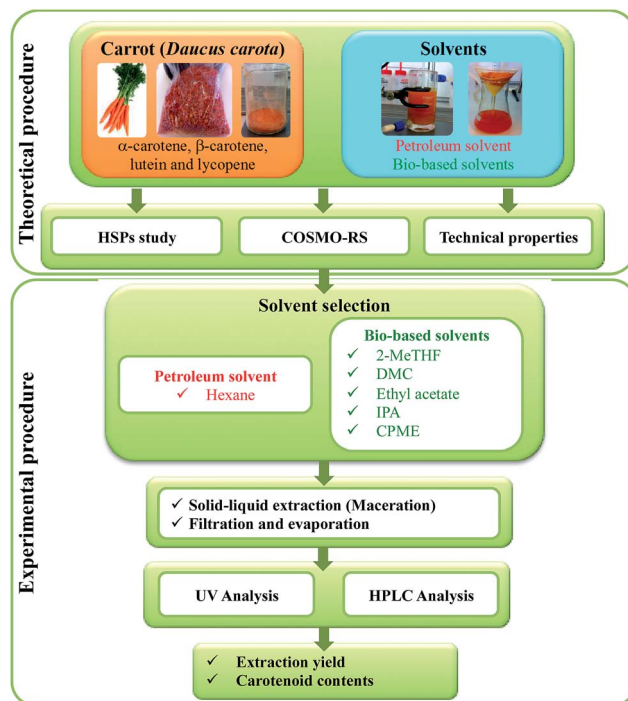 Theoretical procedure
Carrot (Daucus carota)
α-carotene, β-carotene,
lutein and lycopene
Solvents
Petroleum solvent
Bio-based solvents
HSPs study
COSMO-RS
Technical properties
Experimental procedure
Solvent selection
Petroleum solvent
✓ Hexane
Bio-based solvents
✓ 2-MeTHF
✓ DMC
✓ Ethyl acetate
✓ IPA
✓ CPME
✓ Solid-liquid extraction (Maceration)
✓ Filtration and evaporation
UV Analysis
HPLC Analysis
✓ Extraction yield
✓ Carotenoid contents